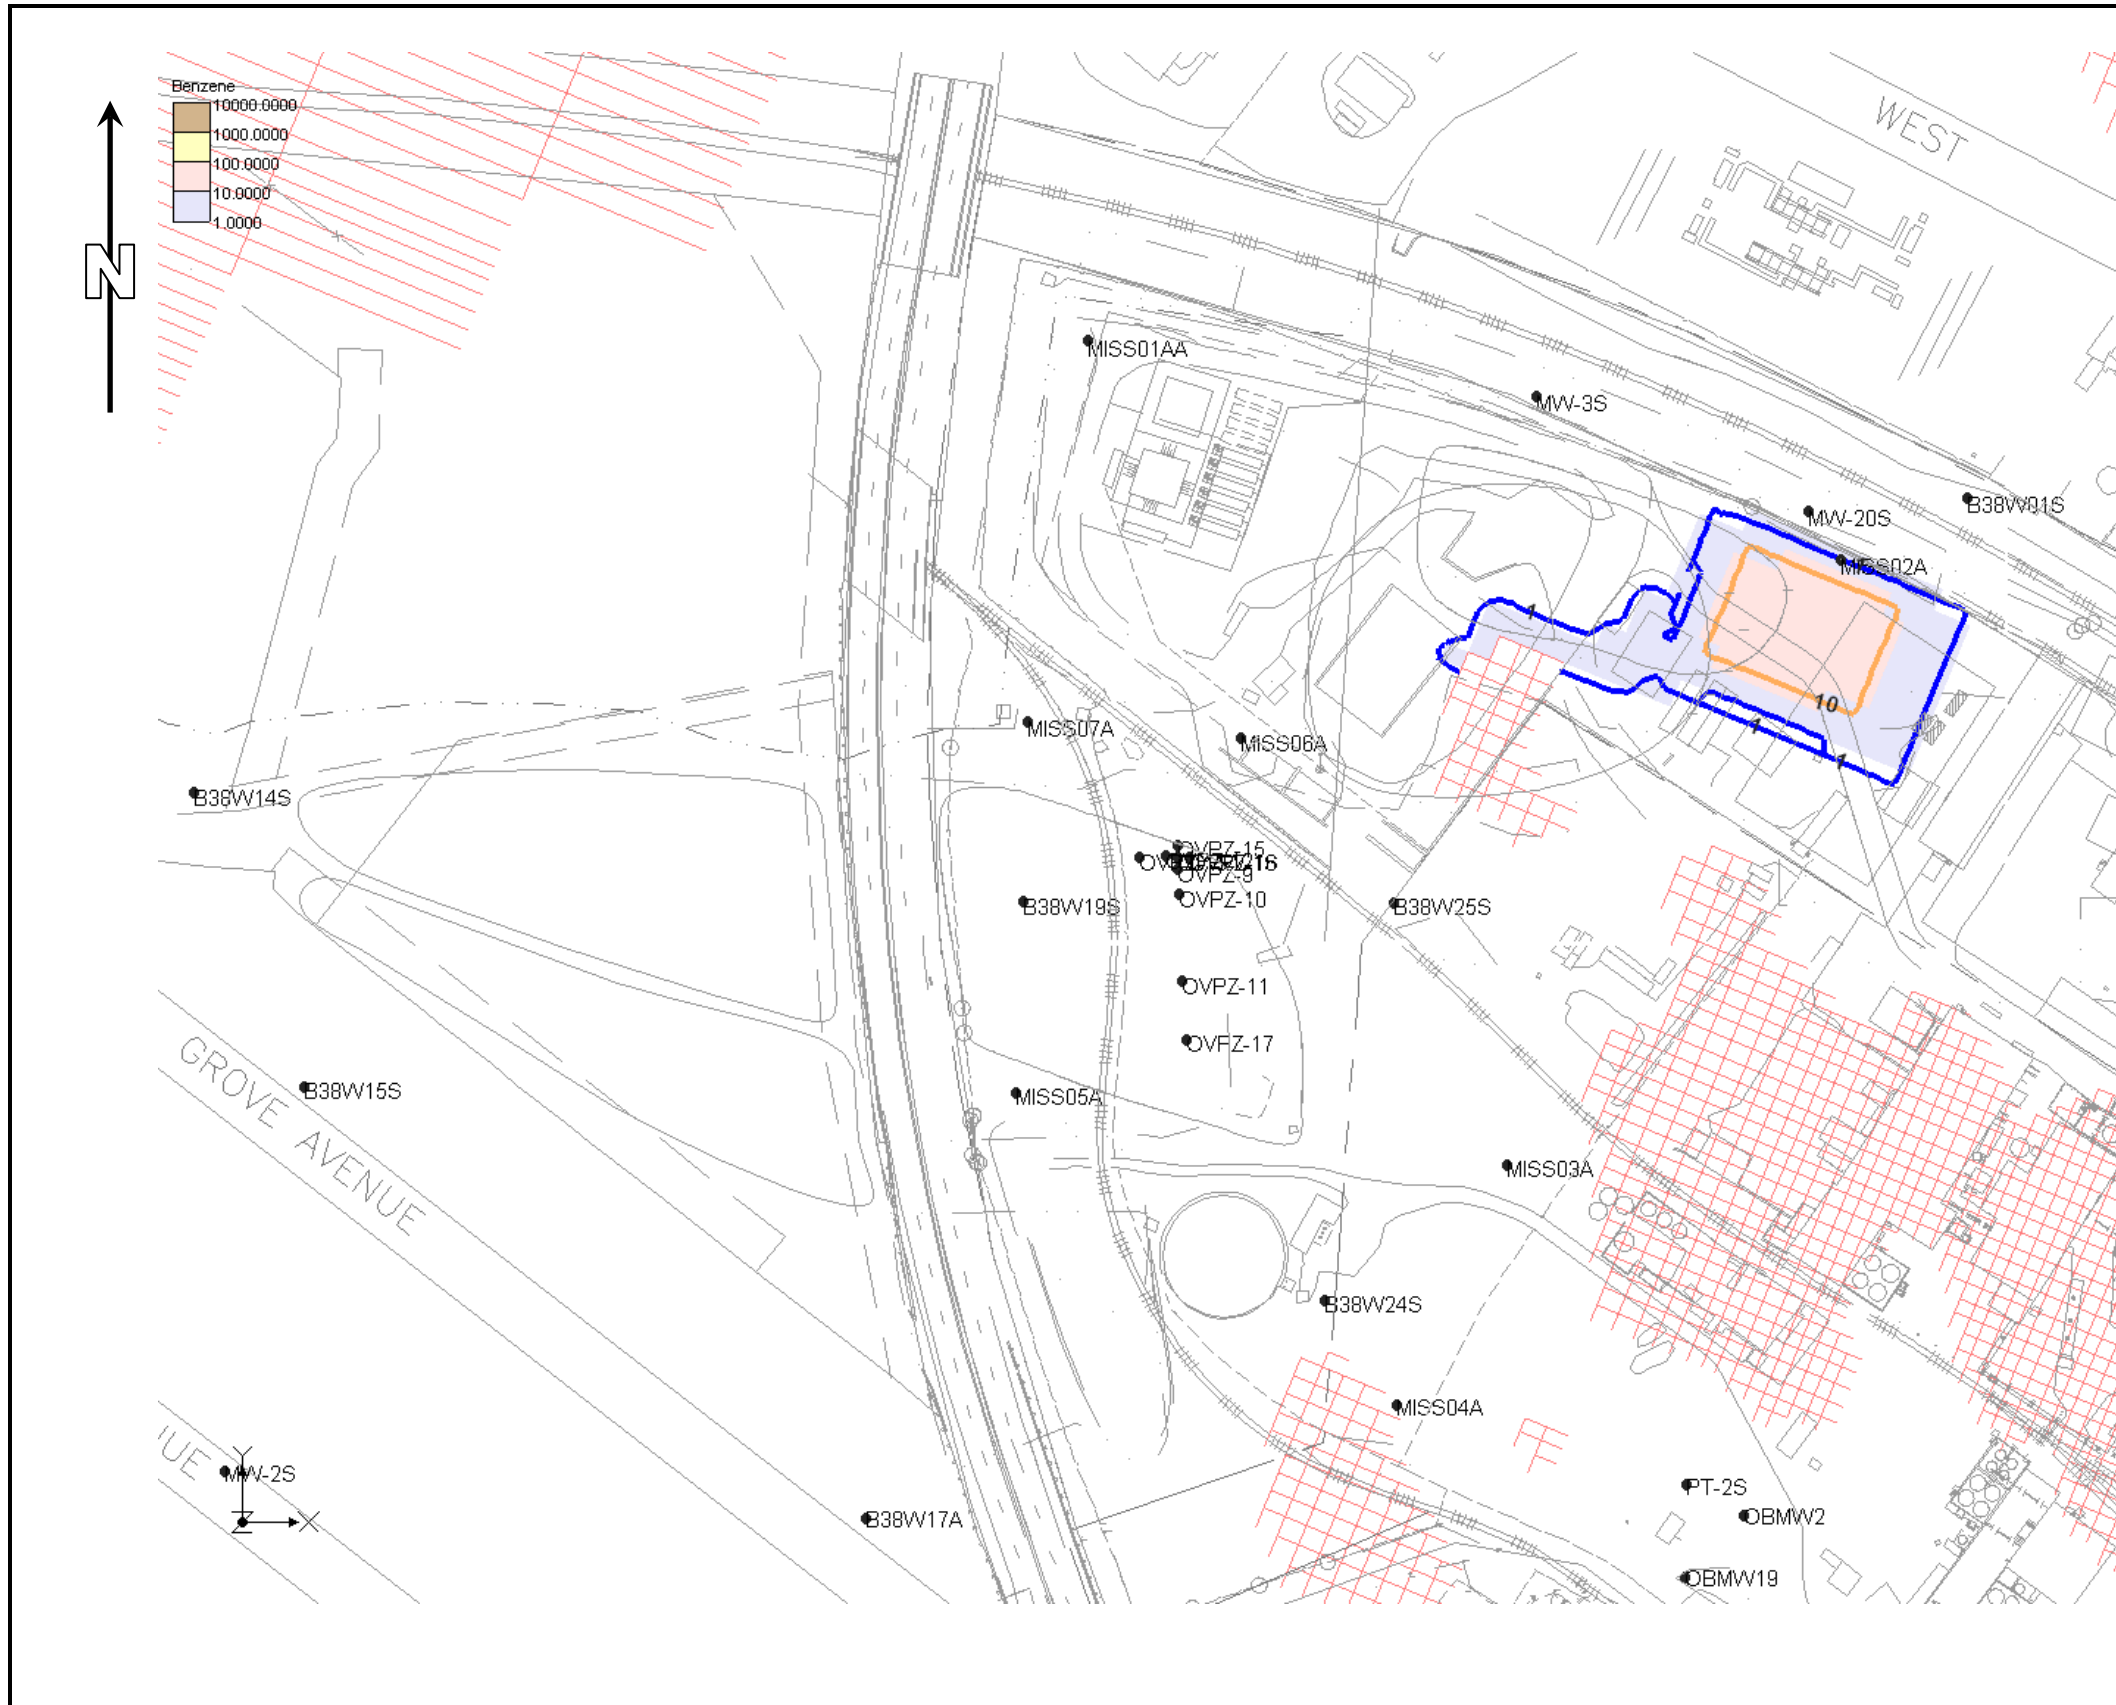 Benzene
10000.0000
1000.0000
100.0000
10.0000
1.0000
N
WEST
MISS01AA
MW-3S
B38W01S
MW-20S
MISS02A
1
10
1
1
MISS07A
MISS06A
B38W14S
OVPZ-15
OVPZ-9
OVPZ-10
B38W19S
B38W25S
OVPZ-11
OVPZ-17
B38W15S
MISS05A
GROVE AVENUE
MISS03A
B38W24S
MISS04A
UE
MW-2S
Y
Z
X
B38W17A
PT-2S
OBMW2
OBMW19